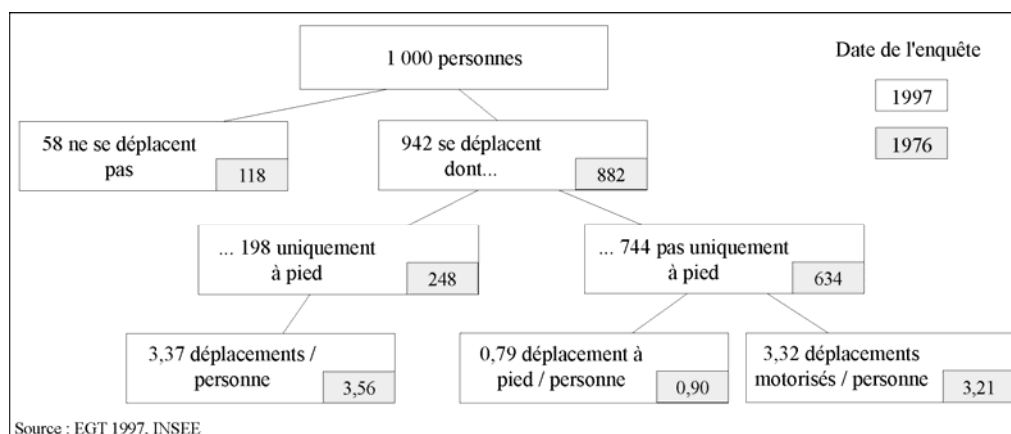 1 000 personnes
Date de l'enquête
1997
1976
58 ne se déplacent
pas
118
942 se déplacent
dont...
882
... 198 uniquement
à pied
248
... 744 pas uniquement
à pied
634
3,37 déplacements /
personne
3,56
0,79 déplacement à
pied / personne
0,90
3,32 déplacements
motorisés / personne
3,21
Source : EGT 1997, INSEE